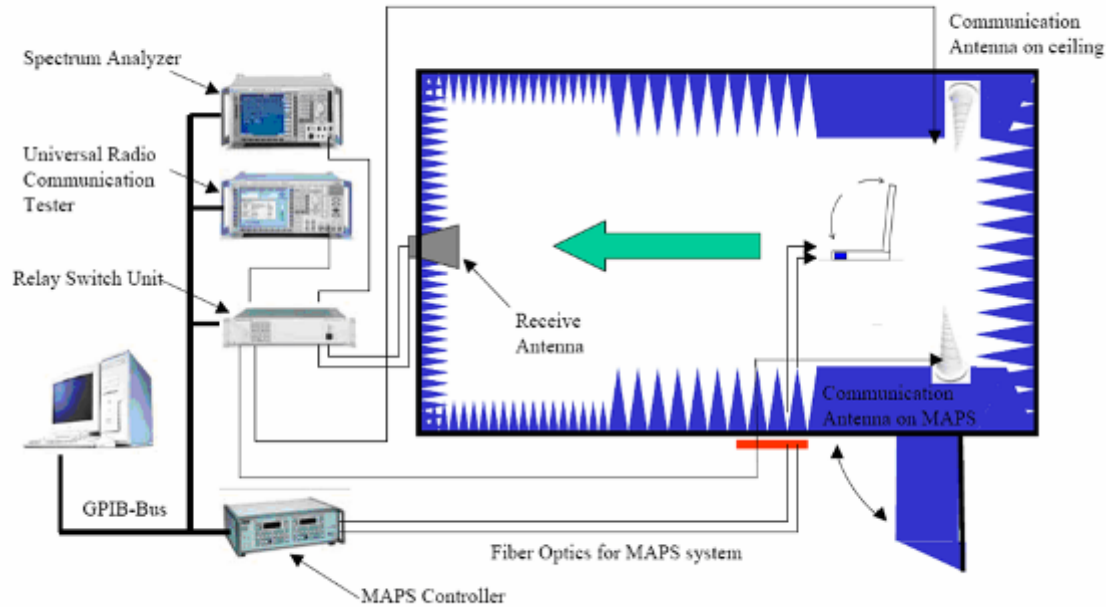 Communication
Antenna on ceiling
Spectrum Analyzer
Universal Radio
Communication
Tester
Relay Switch Unit
Receive
Antenna
Communication
Antenna on MAPS
GPIB-Bus
Fiber Optics for MAPS system
MAPS Controller